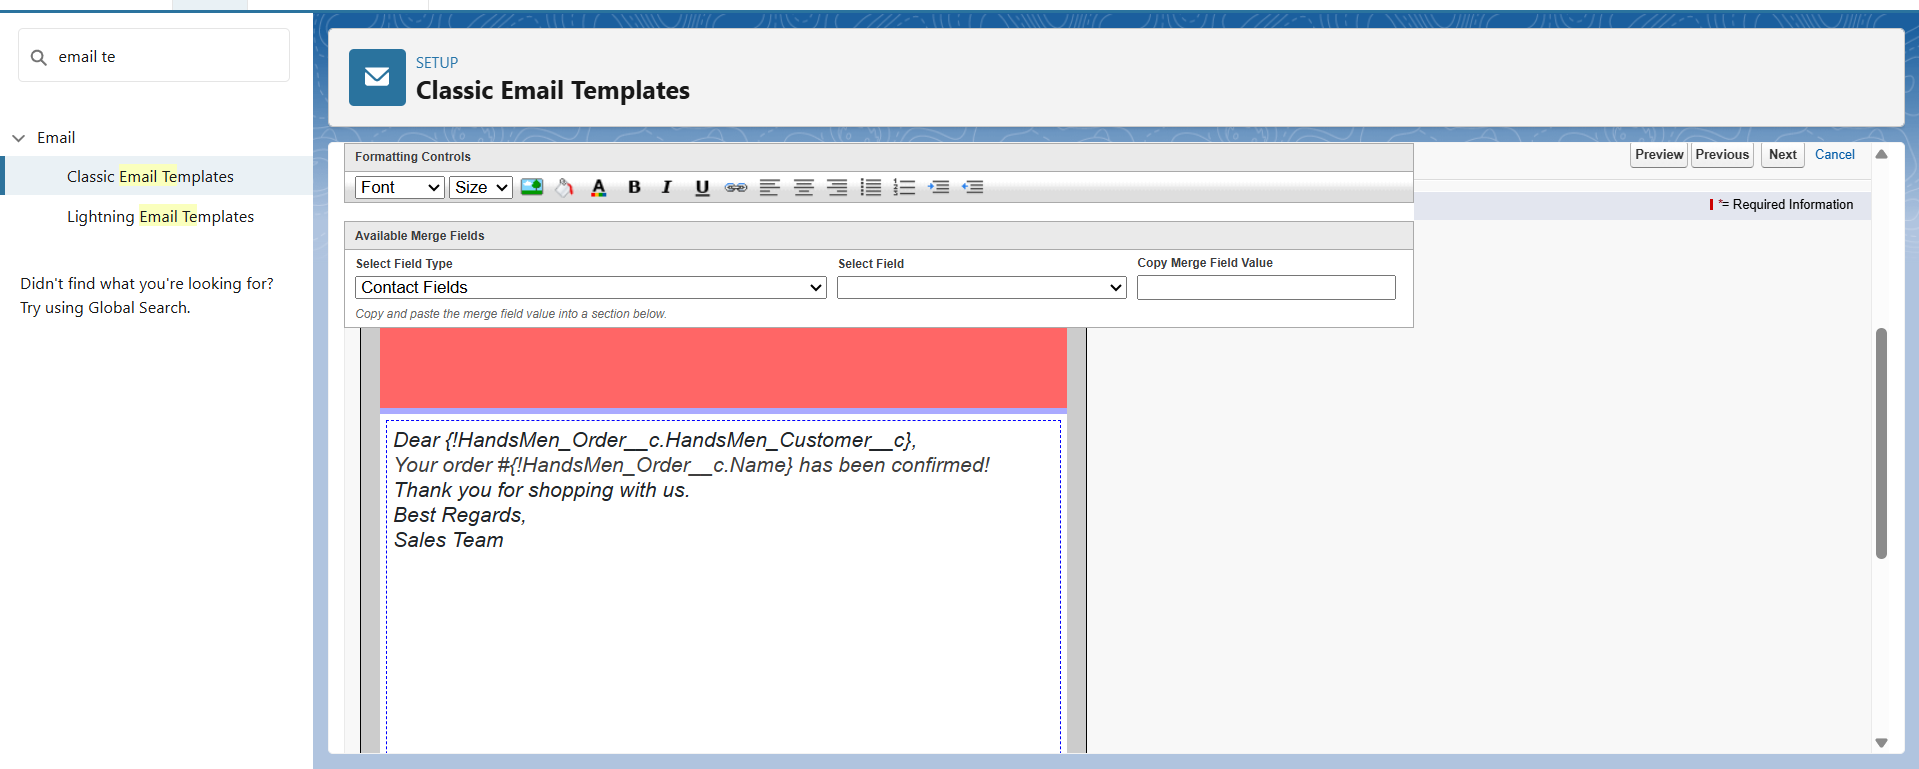 email te
Email
Classic Email Templates
Lightning Email Templates
Didn't find what you're looking for?
Try using Global Search.
SETUP
Classic Email Templates
Formatting Controls
Preview Previous Next Cancel
Font Size A B I U
*= Required Information
Available Merge Fields
Select Field Type Select Field Copy Merge Field Value
Contact Fields
Copy and paste the merge field value into a section below.
Dear {!HandsMen_Order__c.HandsMen_Customer__c},
Your order #{!HandsMen_Order__c.Name} has been confirmed!
Thank you for shopping with us.
Best Regards,
Sales Team